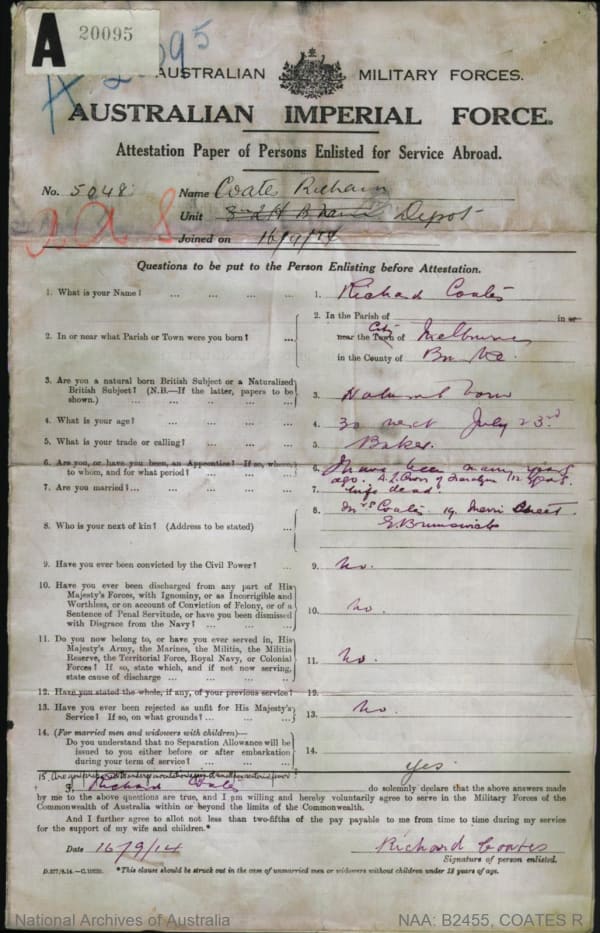 A 20095
AUSTRALIAN MILITARY FORCES.
AUSTRALIAN IMPERIAL FORCE.
Attestation Paper of Persons Enlisted for Service Abroad.
No. 5048 Name Coates Richard
Unit Depot
Joined on 16/9/14
Questions to be put to the Person Enlisting before Attestation.
1. What is your Name? ... ... ... ... 1. Richard Coates
2. In or near what Parish or Town were you born? ... 2. In the Parish of in or
near the Town of City Melbourne
in the County of
3. Are you a natural born British Subject or a Naturalized
British Subject? (N.B.—If the latter, papers to be
shown.) ... ... ... ... 3. Natural born
4. What is your age? ... ... ... ... 4. 30 next July 23rd
5. What is your trade or calling? ... ... ... 5. Baker.
6. Are you, or have you been, an Apprentice? If so, where,
to whom, and for what period? ... ... ... 6. I have been many years
ago.
7. Are you married? ... ... ... ... 7. wife dead
8. Who is your next of kin? (Address to be stated) ... 8. Mrs Coates 19 Merri Street
E. Brunswick
9. Have you ever been convicted by the Civil Power? ... 9. No.
10. Have you ever been discharged from any part of His
Majesty's Forces, with Ignominy, or as Incorrigible and
Worthless, or on account of Conviction of Felony, or of a
Sentence of Penal Servitude, or have you been dismissed
with Disgrace from the Navy? ... ... ... 10. No.
11. Do you now belong to, or have you ever served in, His
Majesty's Army, the Marines, the Militia, the Militia
Reserve, the Territorial Force, Royal Navy, or Colonial
Forces? If so, state which, and if not now serving,
state cause of discharge ... ... ... 11. No.
12. Have you stated the whole, if any, of your previous service? 12.
13. Have you ever been rejected as unfit for His Majesty's
Service? If so, on what grounds? ... ... ... 13. No.
14. (For married men and widowers with children)—
Do you understand that no Separation Allowance will be
issued to you either before or after embarkation
during your term of service? ... ... ... 14. Yes
I, Richard Coates do solemnly declare that the above answers made
by me to the above questions are true, and I am willing and hereby voluntarily agree to serve in the Military Forces of the
Commonwealth of Australia within or beyond the limits of the Commonwealth.
And I further agree to allot not less than two-fifths of the pay payable to me from time to time during my service
for the support of my wife and children.*
Date 16/9/14 Richard Coates
Signature of person enlisted.
*This clause should be struck out in the case of unmarried men or widowers without children under 18 years of age.
National Archives of Australia NAA: B2455, COATES R